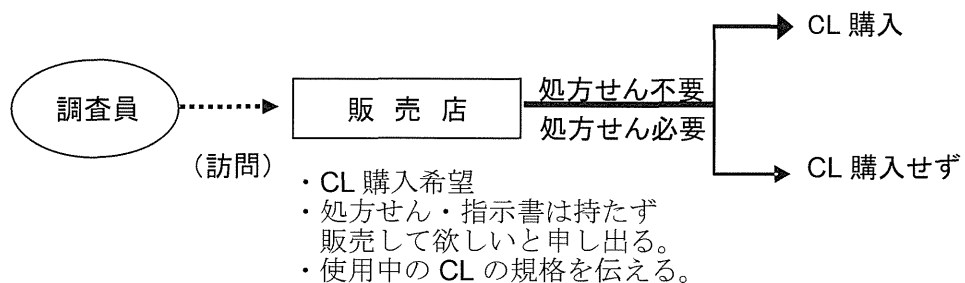 CL 購入
処方せん不要
調査員
販 売 店
処方せん必要
(訪問)
CL 購入せず
・CL 購入希望
・処方せん・指示書は持たず
販売して欲しいと申し出る。
・使用中の CL の規格を伝える。